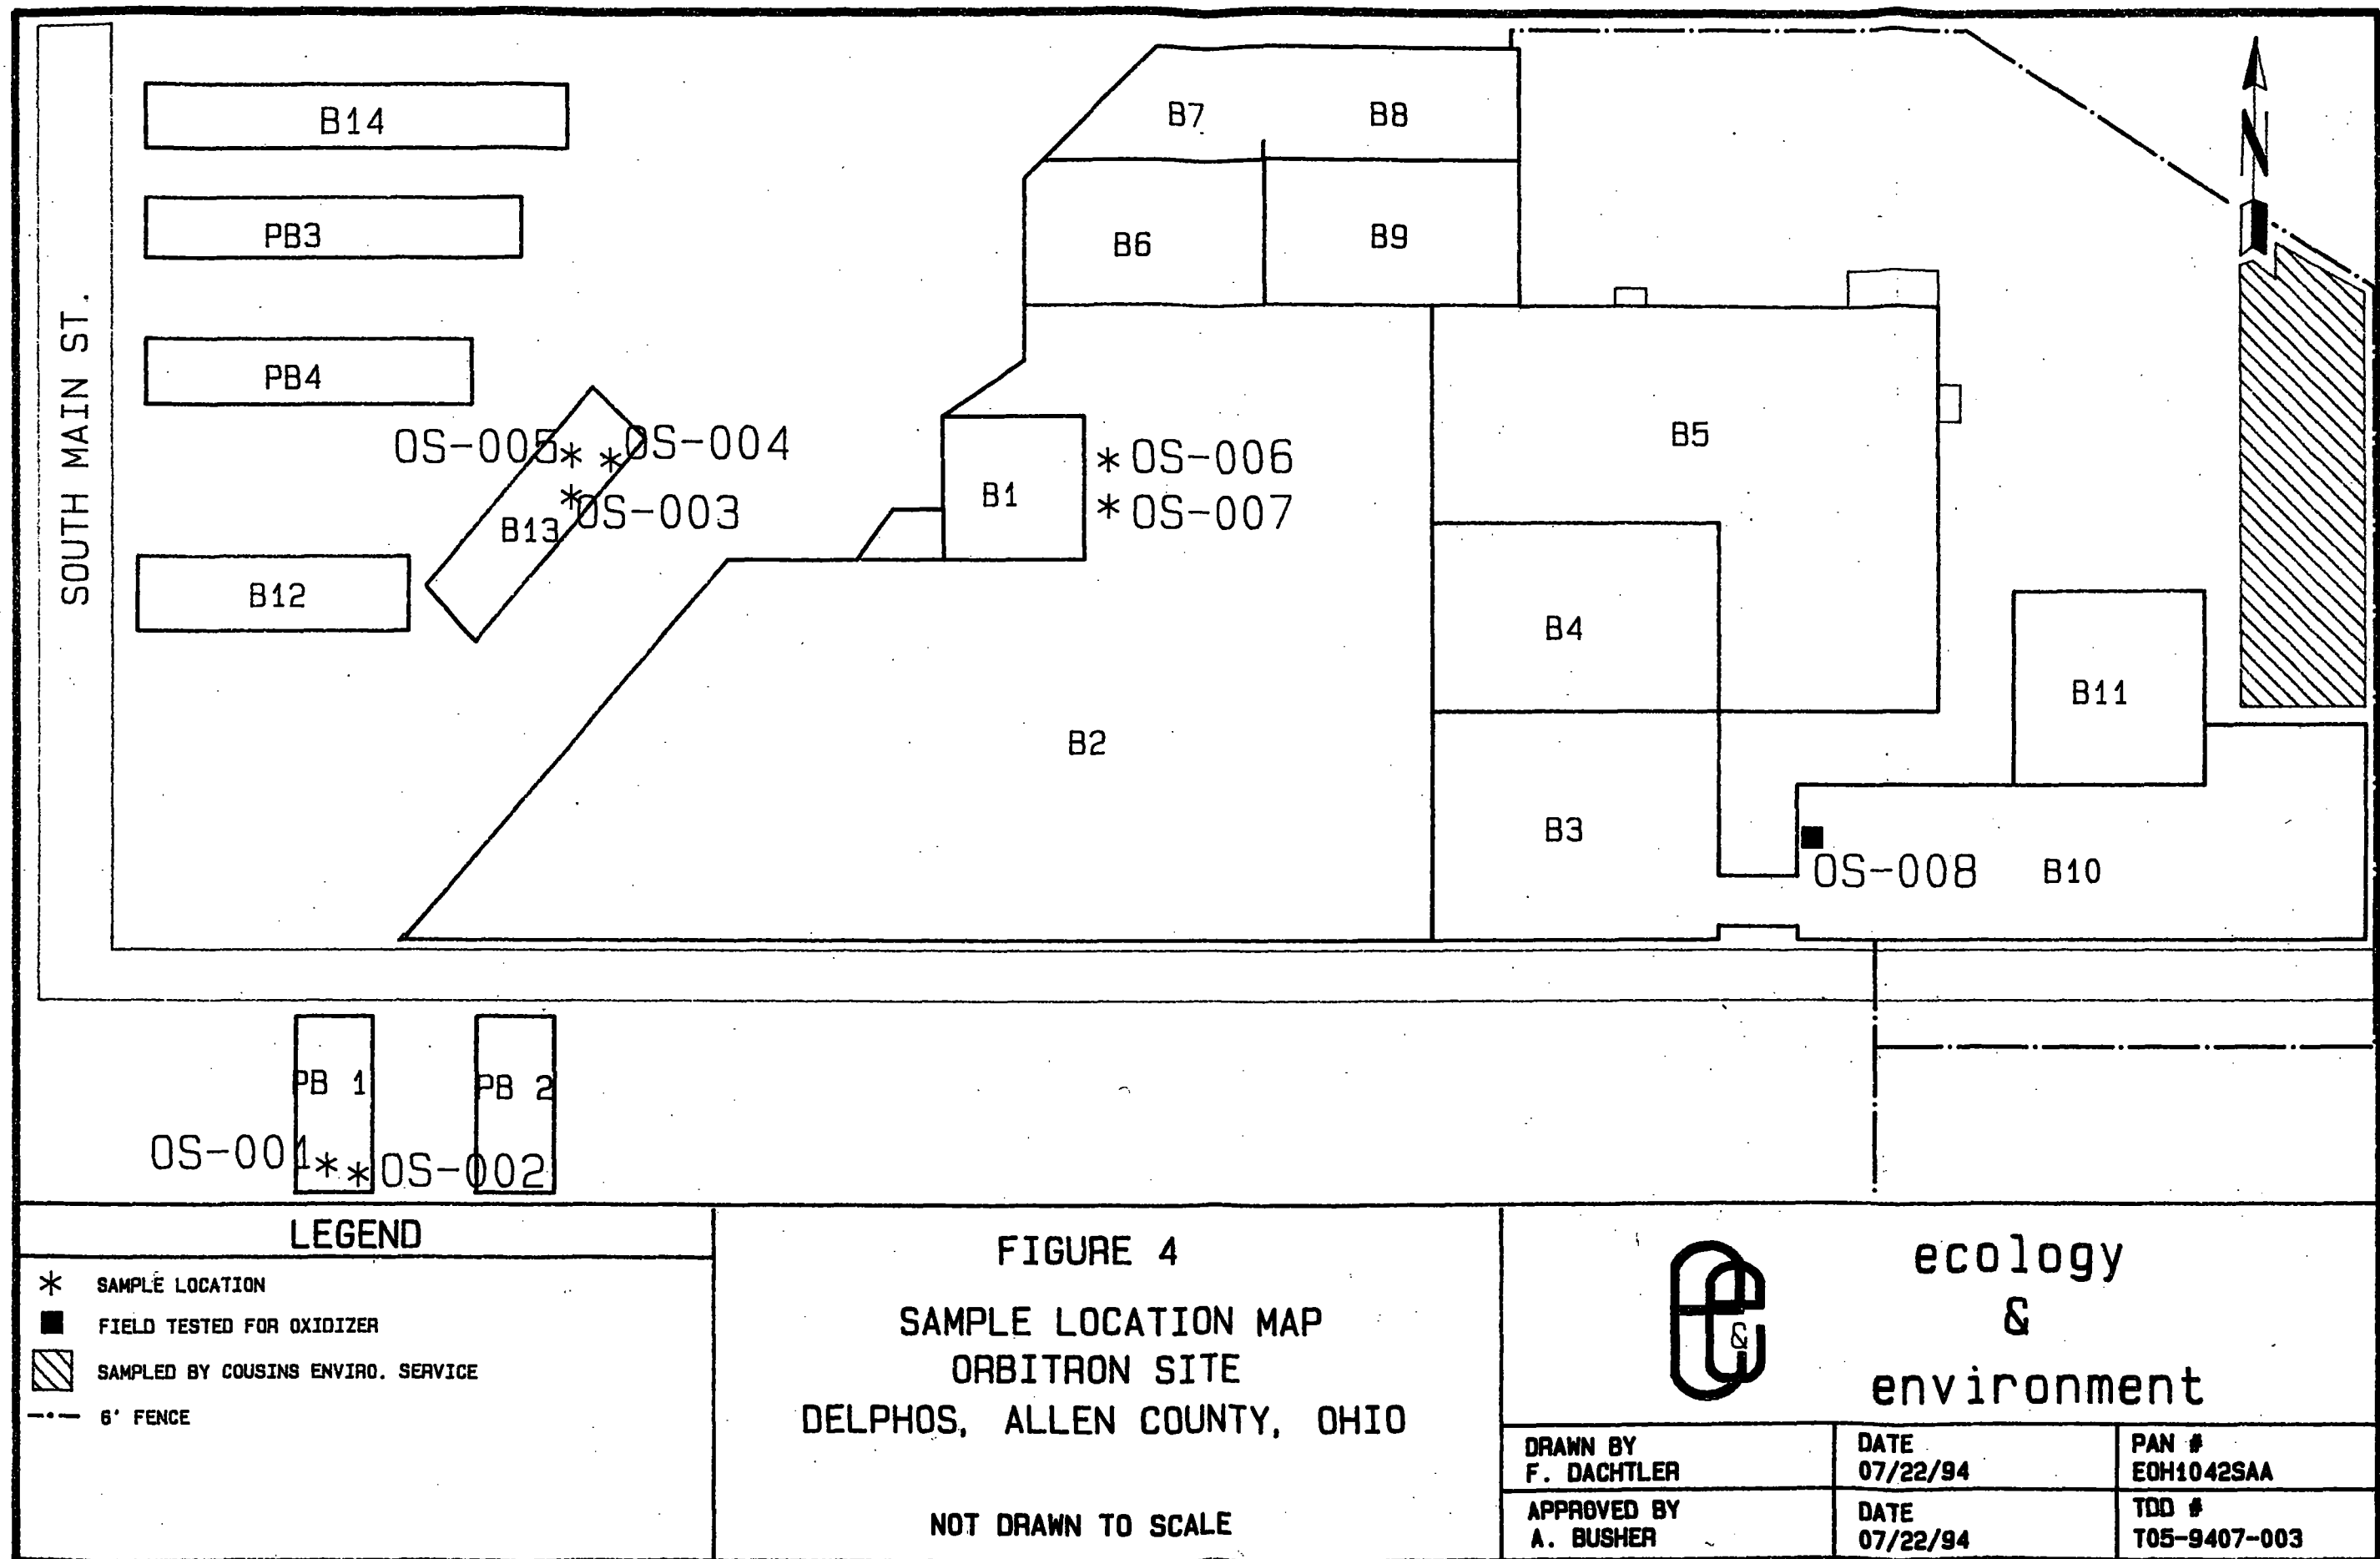 B14
B7
B8
N
PB3
B6
B9
SOUTH MAIN ST.
PB4
OS-005
OS-004
B13
OS-003
B1
OS-006
OS-007
B5
B12
B4
B11
B2
B3
OS-008
B10
PB 1
PB 2
OS-001
OS-002
LEGEND
* SAMPLE LOCATION
■ FIELD TESTED FOR OXIDIZER
SAMPLED BY COUSINS ENVIRO. SERVICE
6' FENCE
FIGURE 4
SAMPLE LOCATION MAP
ORBITRON SITE
DELPHOS, ALLEN COUNTY, OHIO
NOT DRAWN TO SCALE
&
ecology
&
environment
DRAWN BY
F. DACHTLER
DATE
07/22/94
PAN #
EOH1042SAA
APPROVED BY
A. BUSHER
DATE
07/22/94
TDD #
T05-9407-003